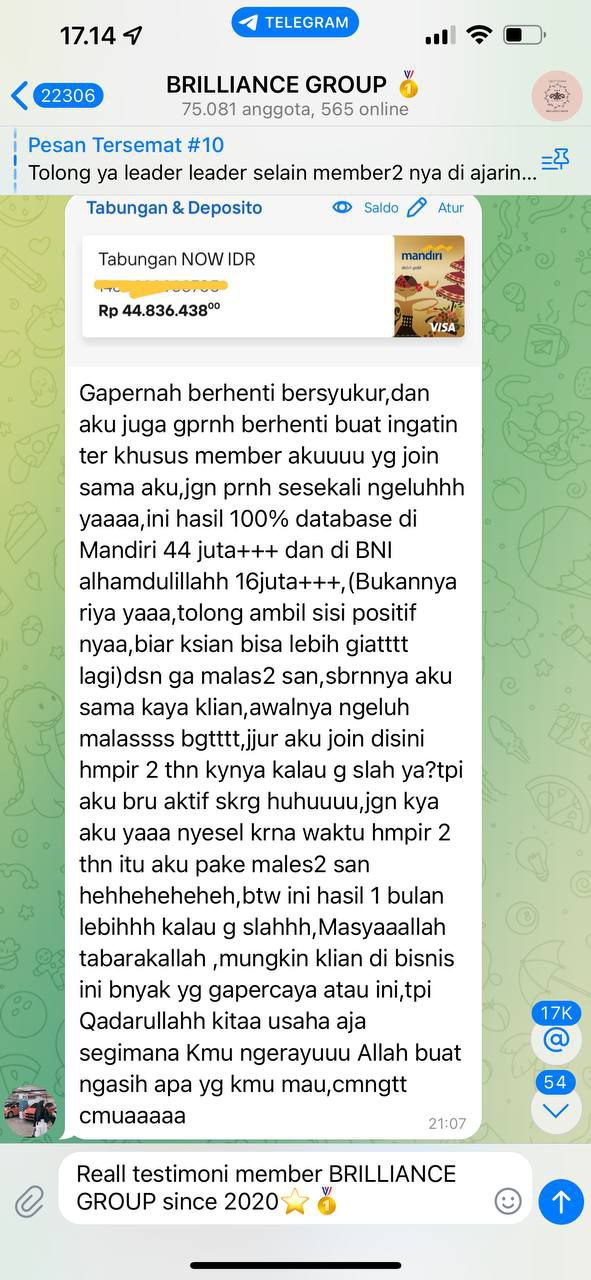 17.14
TELEGRAM
22306
BRILLIANCE GROUP 🏅
75.081 anggota, 565 online
Pesan Tersemat #10
Tolong ya leader leader selain member2 nya di ajarin...
Tabungan & Deposito
Saldo
Atur
Tabungan NOW IDR
mandiri
Rp 44.836.438⁰⁰
VISA
Gapernah berhenti bersyukur,dan
aku juga gprnh berhenti buat ingatin
ter khusus member akuuuu yg join
sama aku,jgn prnh sesekali ngeluhhh
yaaaa,ini hasil 100% database di
Mandiri 44 juta+++ dan di BNI
alhamdulillahh 16juta+++,(Bukannya
riya yaaa,tolong ambil sisi positif
nyaa,biar ksian bisa lebih giatttt
lagi)dsn ga malas2 san,sbrnnya aku
sama kaya klian,awalnya ngeluh
malassss bgtttt,jjur aku join disini
hmpir 2 thn kynya kalau g slah ya?tpi
aku bru aktif skrg huhuuuu,jgn kya
aku yaaa nyesel krna waktu hmpir 2
thn itu aku pake males2 san
hehheheheheh,btw ini hasil 1 bulan
lebihhh kalau g slahhh,Masyaaallah
tabarakallah ,mungkin klian di bisnis
ini bnyak yg gapercaya atau ini,tpi
Qadarullahh kitaa usaha aja
segimana Kmu ngerayuuu Allah buat
ngasih apa yg kmu mau,cmngtt
cmuaaaaa
21:07
17K
@
54
Reall testimoni member BRILLIANCE
GROUP since 2020⭐🏅